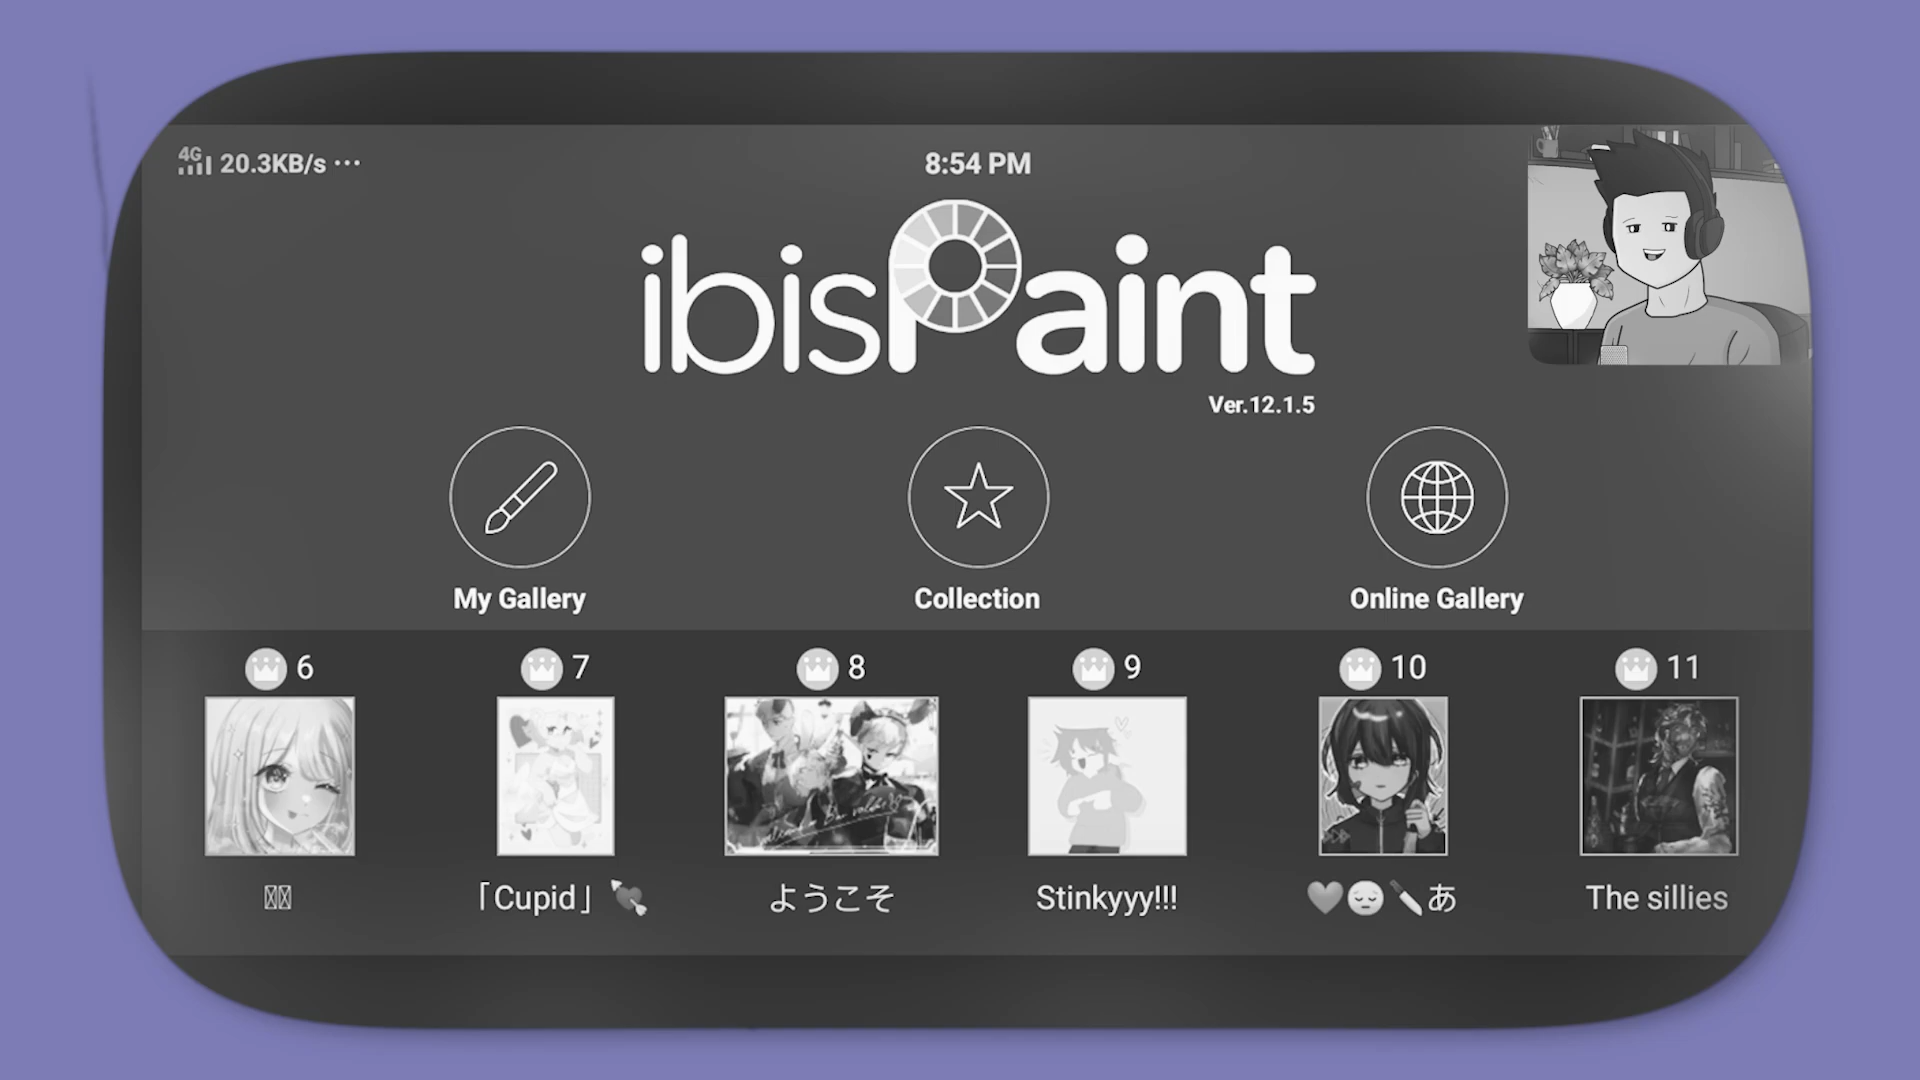 4G 20.3KB/s ...
8:54 PM
ibisPaint
Ver.12.1.5
My Gallery
Collection
Online Gallery
6
7
8
9
10
11
「Cupid」 💘
ようこそ
Stinkyyy!!!
🖤😔🔪あ
The sillies